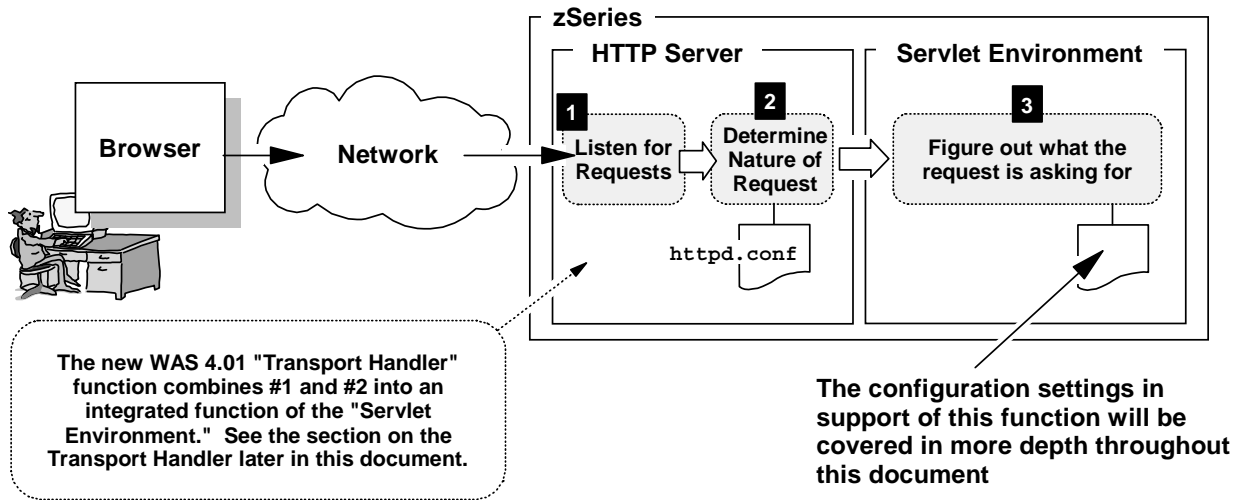 zSeries
HTTP Server
Servlet Environment
Browser
Network
1
Listen for
Requests
2
Determine
Nature of
Request
httpd.conf
3
Figure out what the
request is asking for
The new WAS 4.01 "Transport Handler"
function combines #1 and #2 into an
integrated function of the "Servlet
Environment." See the section on the
Transport Handler later in this document.
The configuration settings in
support of this function will be
covered in more depth throughout
this document